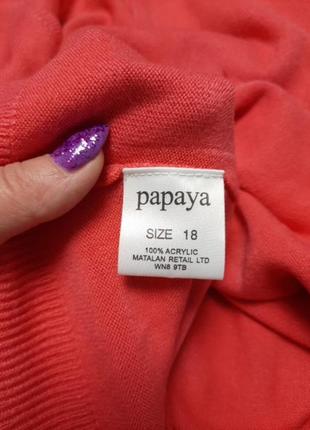 papaya
SIZE 18
100% ACRYLIC
MATALAN RETAIL LTD
WN8 9TB